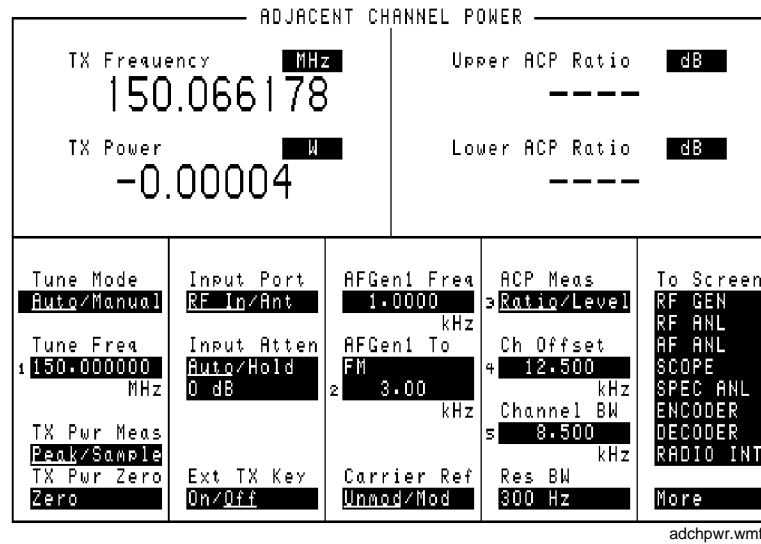 ADJACENT CHANNEL POWER
TX Frequency MHz
150.066178
TX Power W
-0.00004
Upper ACP Ratio dB
----
Lower ACP Ratio dB
----
Tune Mode
Auto/Manual
Tune Freq
1 150.000000
MHz
TX Pwr Meas
Peak/Sample
TX Pwr Zero
Zero
Input Port
RF In/Ant
Input Atten
Auto/Hold
0 dB
Ext TX Key
On/Off
AFGen1 Freq
1.0000
kHz
AFGen1 To
FM
2 3.00
kHz
Carrier Ref
Unmod/Mod
ACP Meas
3 Ratio/Level
Ch Offset
4 12.500
kHz
Channel BW
5 8.500
kHz
Res BW
300 Hz
To Screen
RF GEN
RF ANL
AF ANL
SCOPE
SPEC ANL
ENCODER
DECODER
RADIO INT
More
adchpwr.wmf